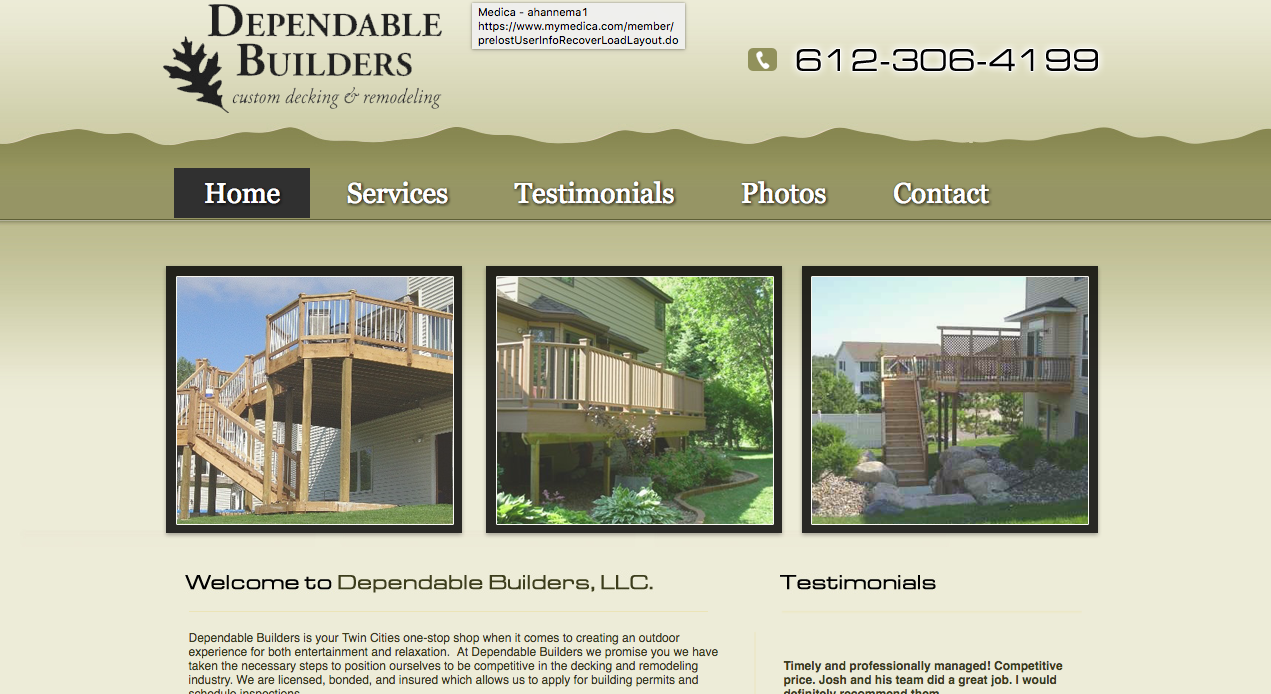 DEPENDABLE
BUILDERS
custom decking & remodeling
Medica - ahannema1
https://www.mymedica.com/member/
prelostUserInfoRecoverLoadLayout.do
612-306-4199
Home Services Testimonials Photos Contact
Welcome to Dependable Builders, LLC.
Dependable Builders is your Twin Cities one-stop shop when it comes to creating an outdoor
experience for both entertainment and relaxation. At Dependable Builders we promise you we have
taken the necessary steps to position ourselves to be competitive in the decking and remodeling
industry. We are licensed, bonded, and insured which allows us to apply for building permits and
schedule inspections.
Testimonials
Timely and professionally managed! Competitive
price. Josh and his team did a great job. I would
definitely recommend them